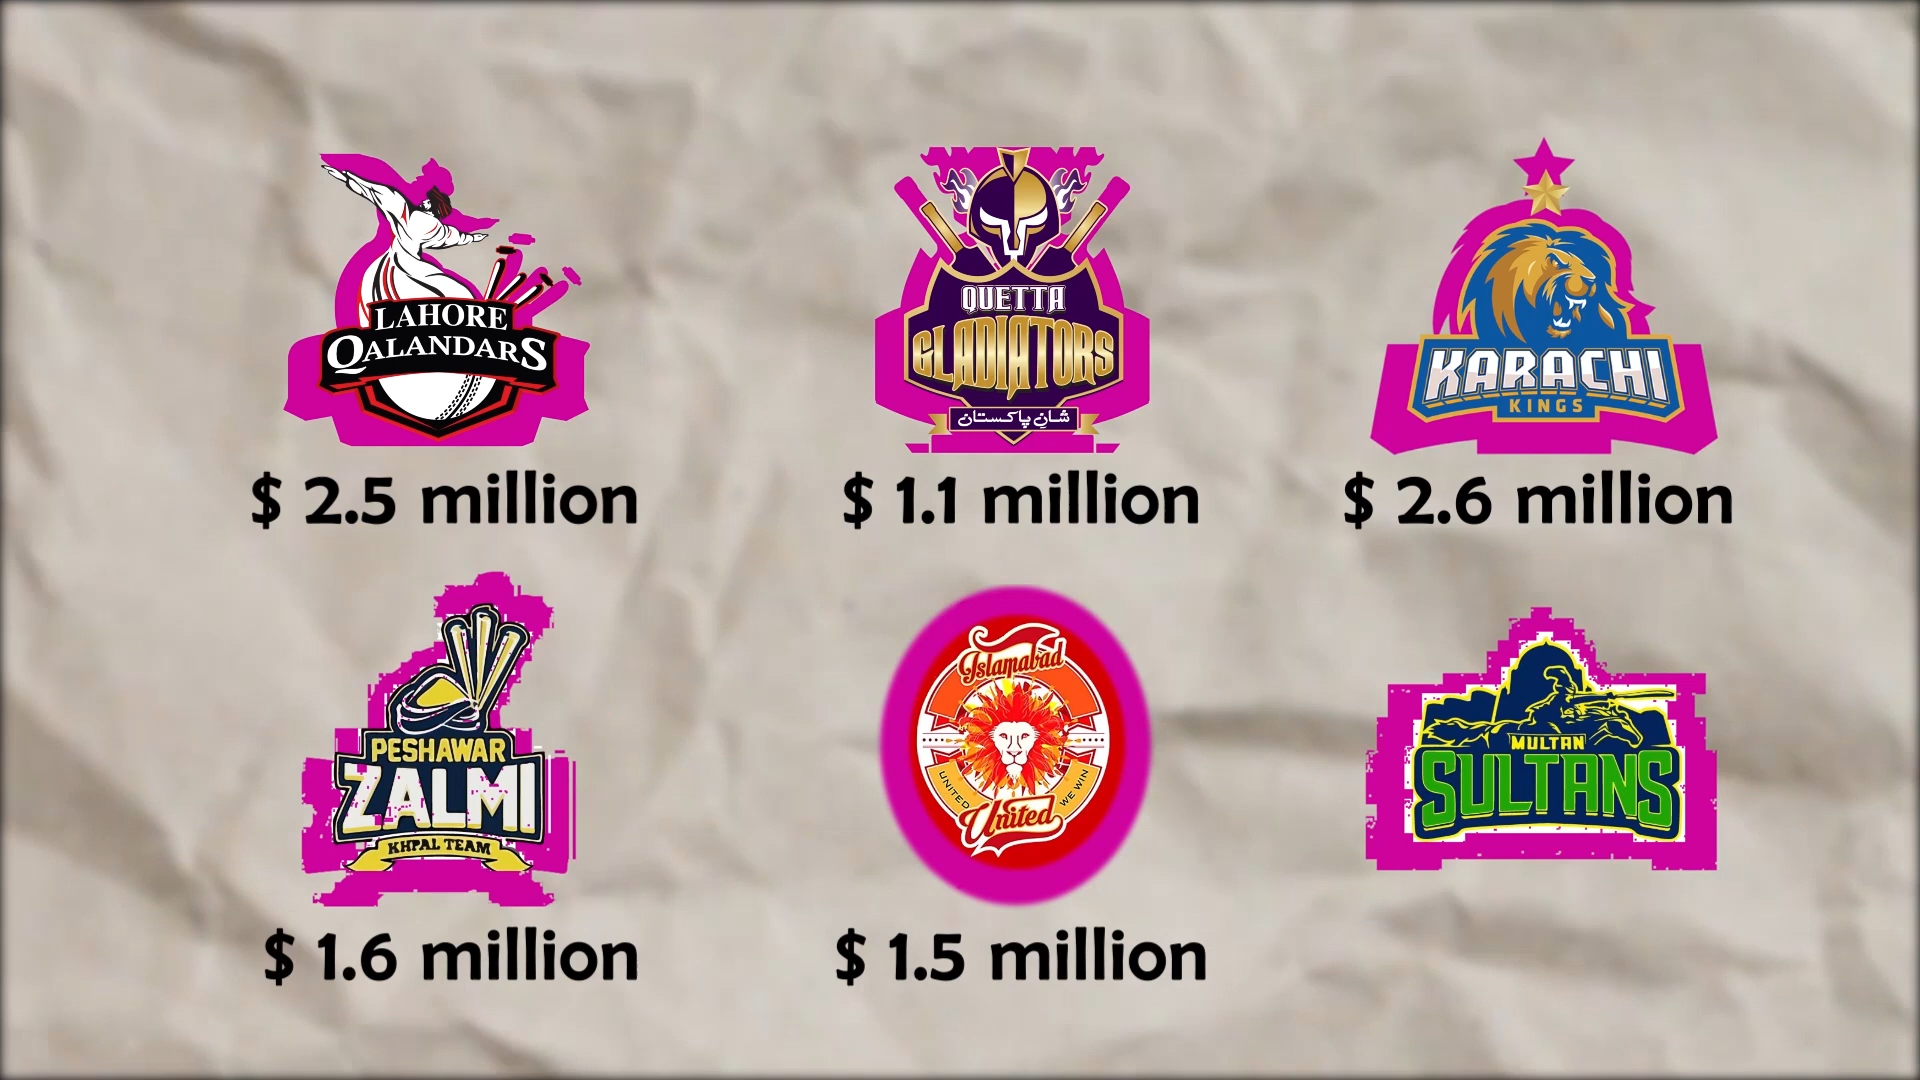 LAHORE
QALANDARS
$ 2.5 million
QUETTA
GLADIATORS
شانِ پاکستان
$ 1.1 million
KARACHI
KINGS
$ 2.6 million
PESHAWAR
ZALMI
KHPAL TEAM
$ 1.6 million
Islamabad
UNITED WE WIN
United
$ 1.5 million
MULTAN
SULTANS